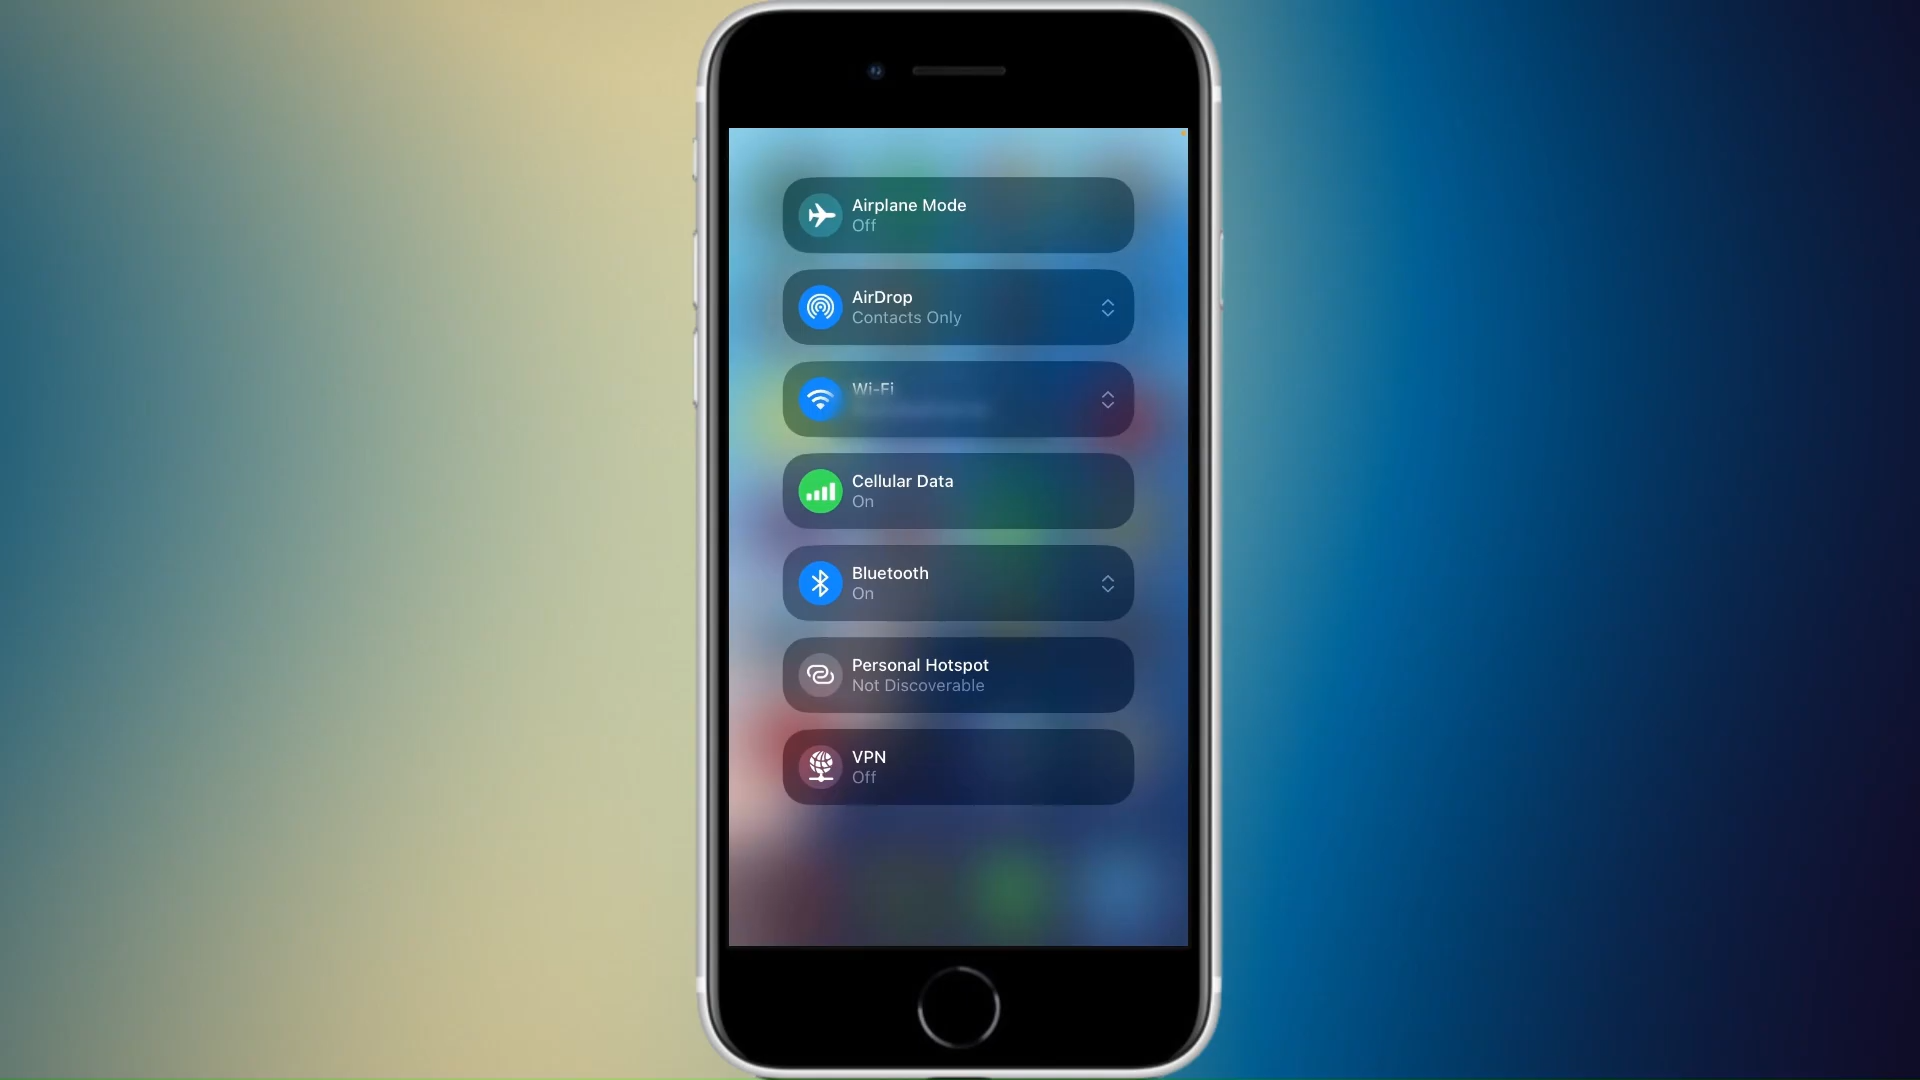 Airplane Mode
Off
AirDrop
Contacts Only
Wi-Fi
Cellular Data
On
Bluetooth
On
Personal Hotspot
Not Discoverable
VPN
Off